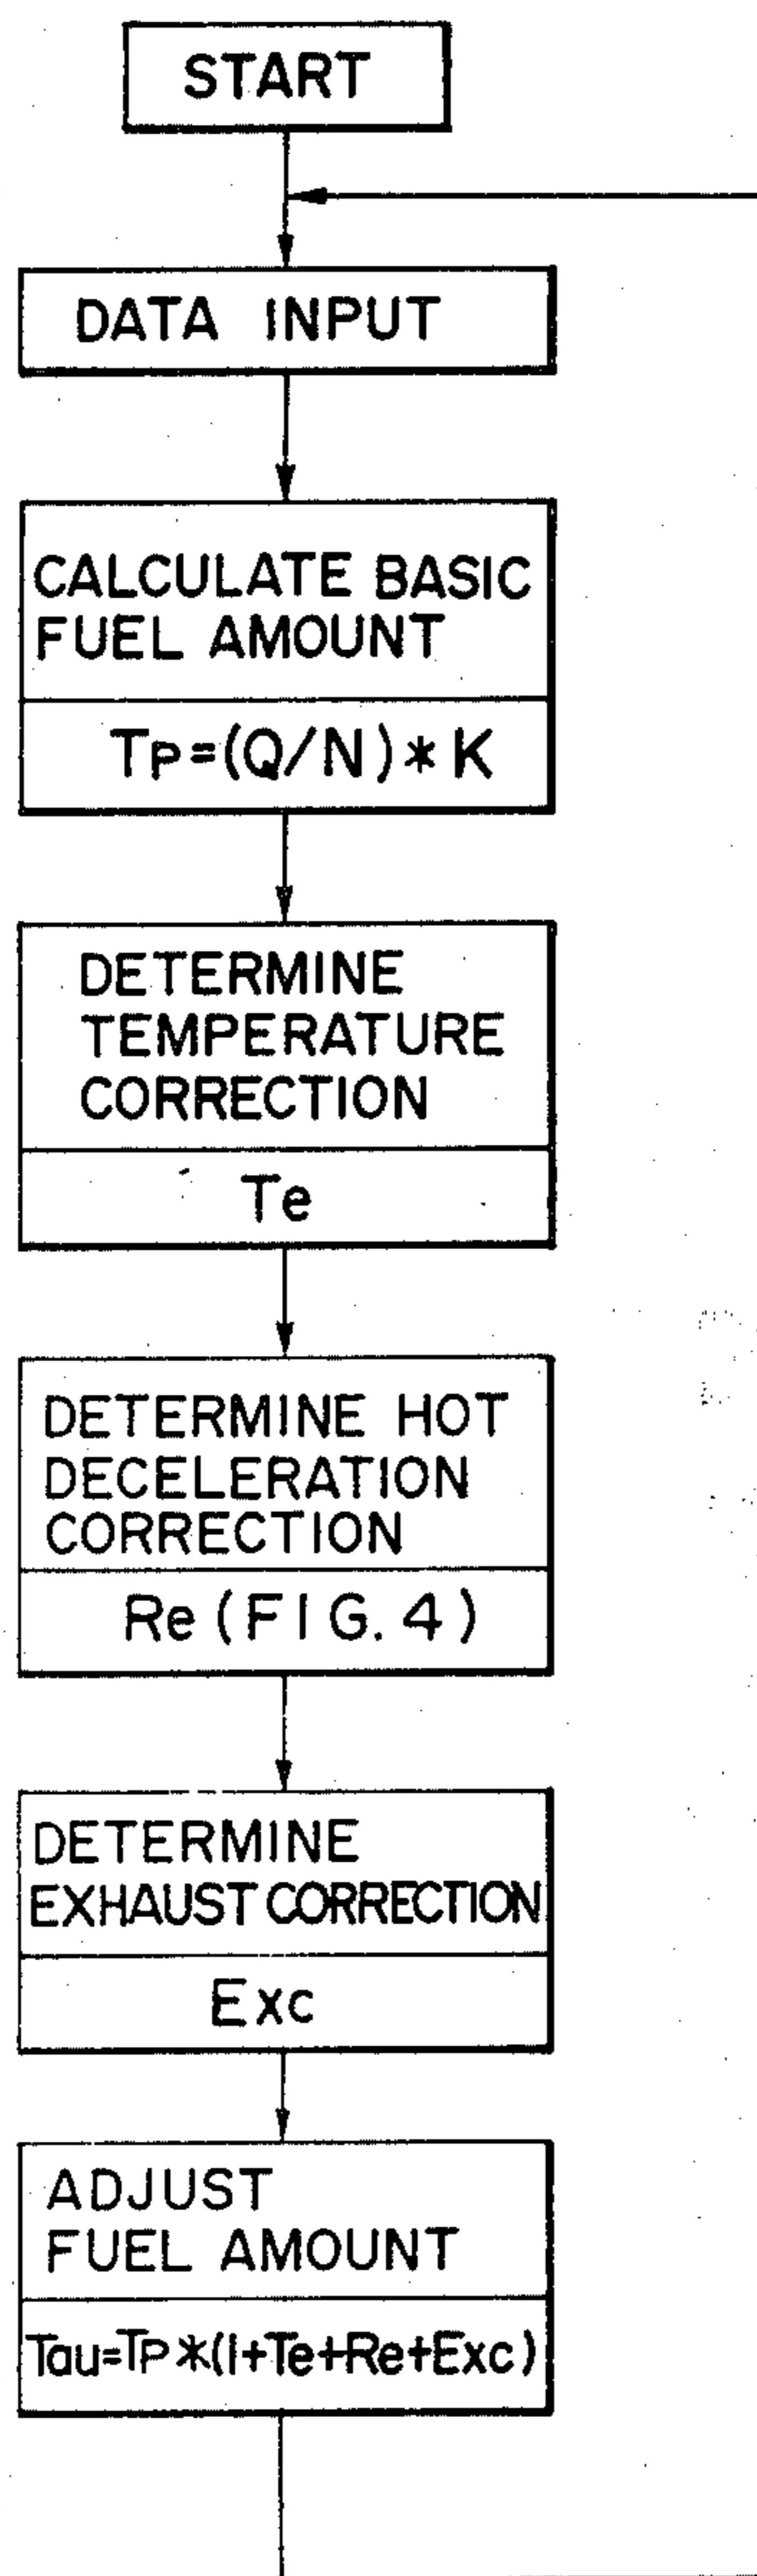 START
DATA INPUT
CALCULATE BASIC
FUEL AMOUNT
TP=(Q/N)*K
DETERMINE
TEMPERATURE
CORRECTION
Te
DETERMINE HOT
DECELERATION
CORRECTION
Re (FIG. 4)
DETERMINE
EXHAUST CORRECTION
Exc
ADJUST
FUEL AMOUNT
Tau=TP*(1+Te+Re+Exc)